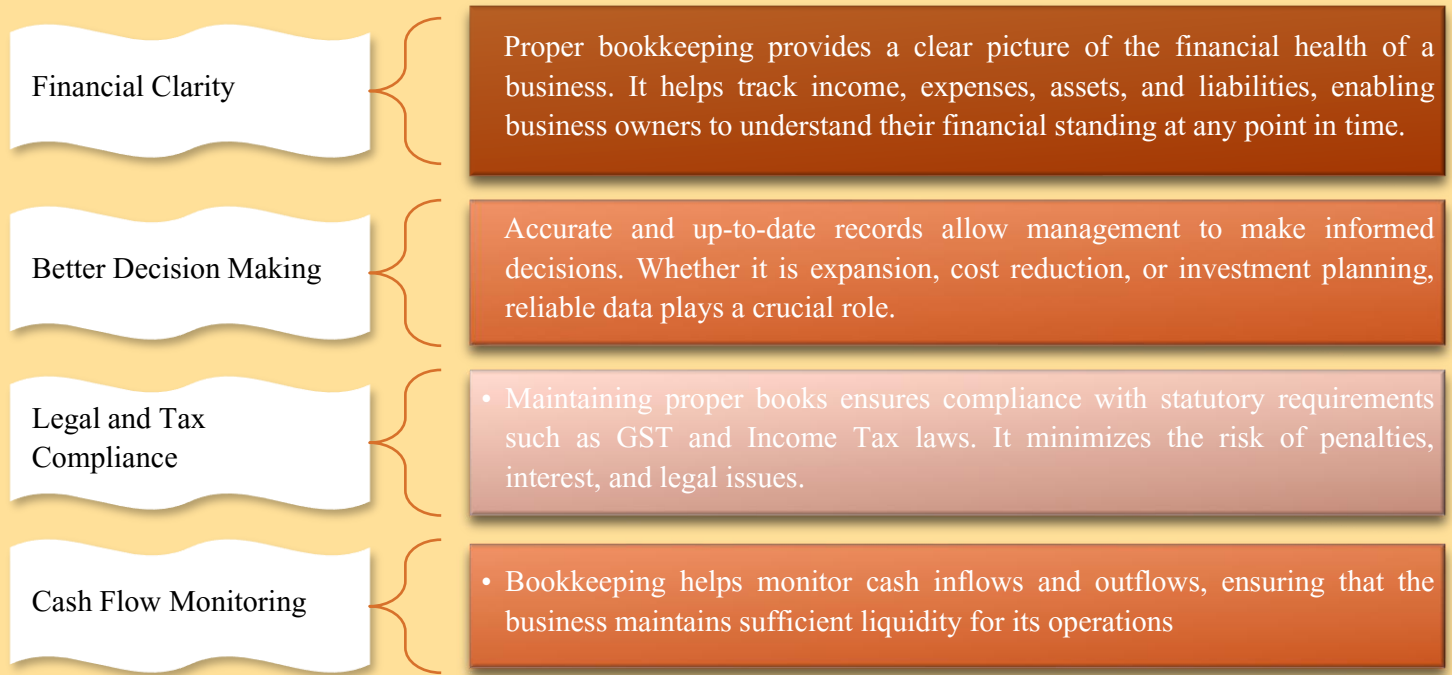 Financial Clarity
Proper bookkeeping provides a clear picture of the financial health of a
business. It helps track income, expenses, assets, and liabilities, enabling
business owners to understand their financial standing at any point in time.
Better Decision Making
Accurate and up-to-date records allow management to make informed
decisions. Whether it is expansion, cost reduction, or investment planning,
reliable data plays a crucial role.
Legal and Tax
Compliance
• Maintaining proper books ensures compliance with statutory requirements
such as GST and Income Tax laws. It minimizes the risk of penalties,
interest, and legal issues.
Cash Flow Monitoring
• Bookkeeping helps monitor cash inflows and outflows, ensuring that the
business maintains sufficient liquidity for its operations